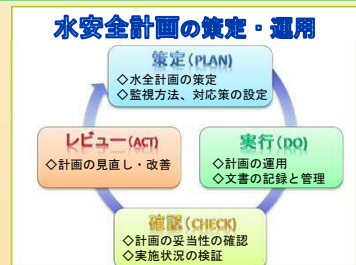 水安全計画の策定・運用
策定(PLAN)
◇水全計画の策定
◇監視方法、対応策の設定
実行(DO)
◇計画の運用
◇文書の記録と管理
確認(CHECK)
◇計画の妥当性の確認
◇実施状況の検証
レビュー(ACT)
◇計画の見直し・改善